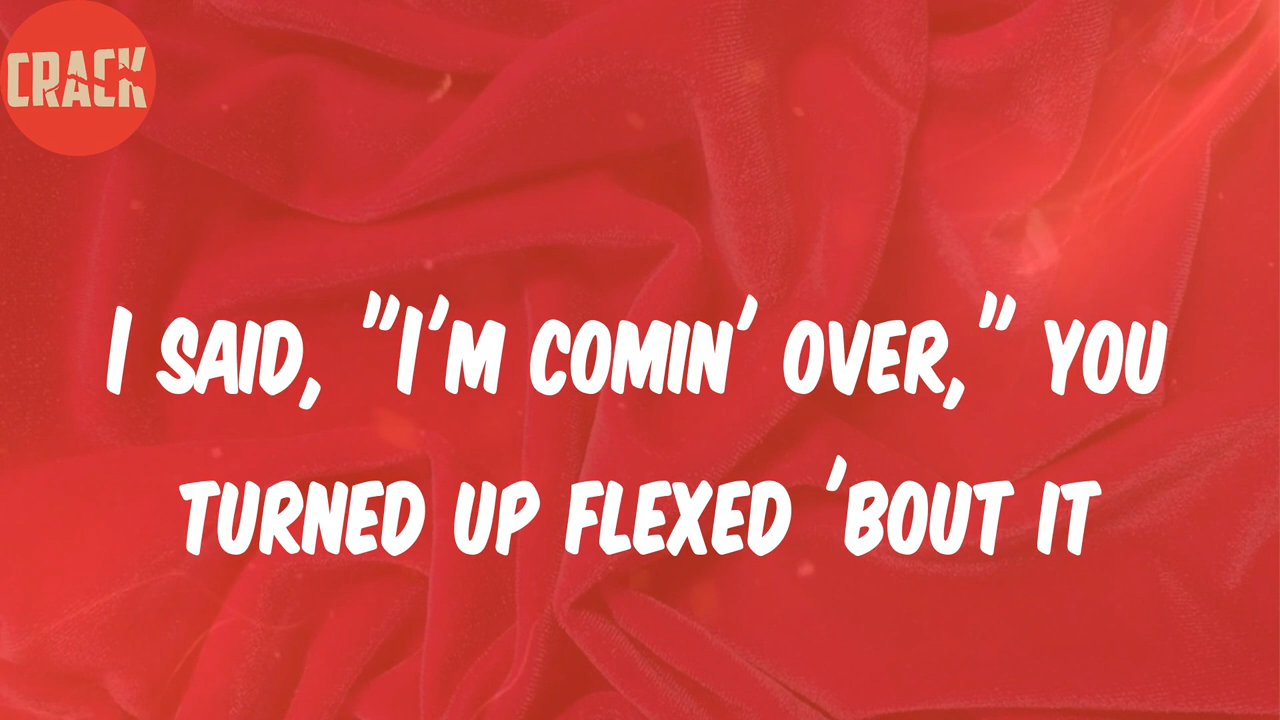 CRACK
I SAID, "I'M COMIN' OVER," YOU
TURNED UP FLEXED 'BOUT IT